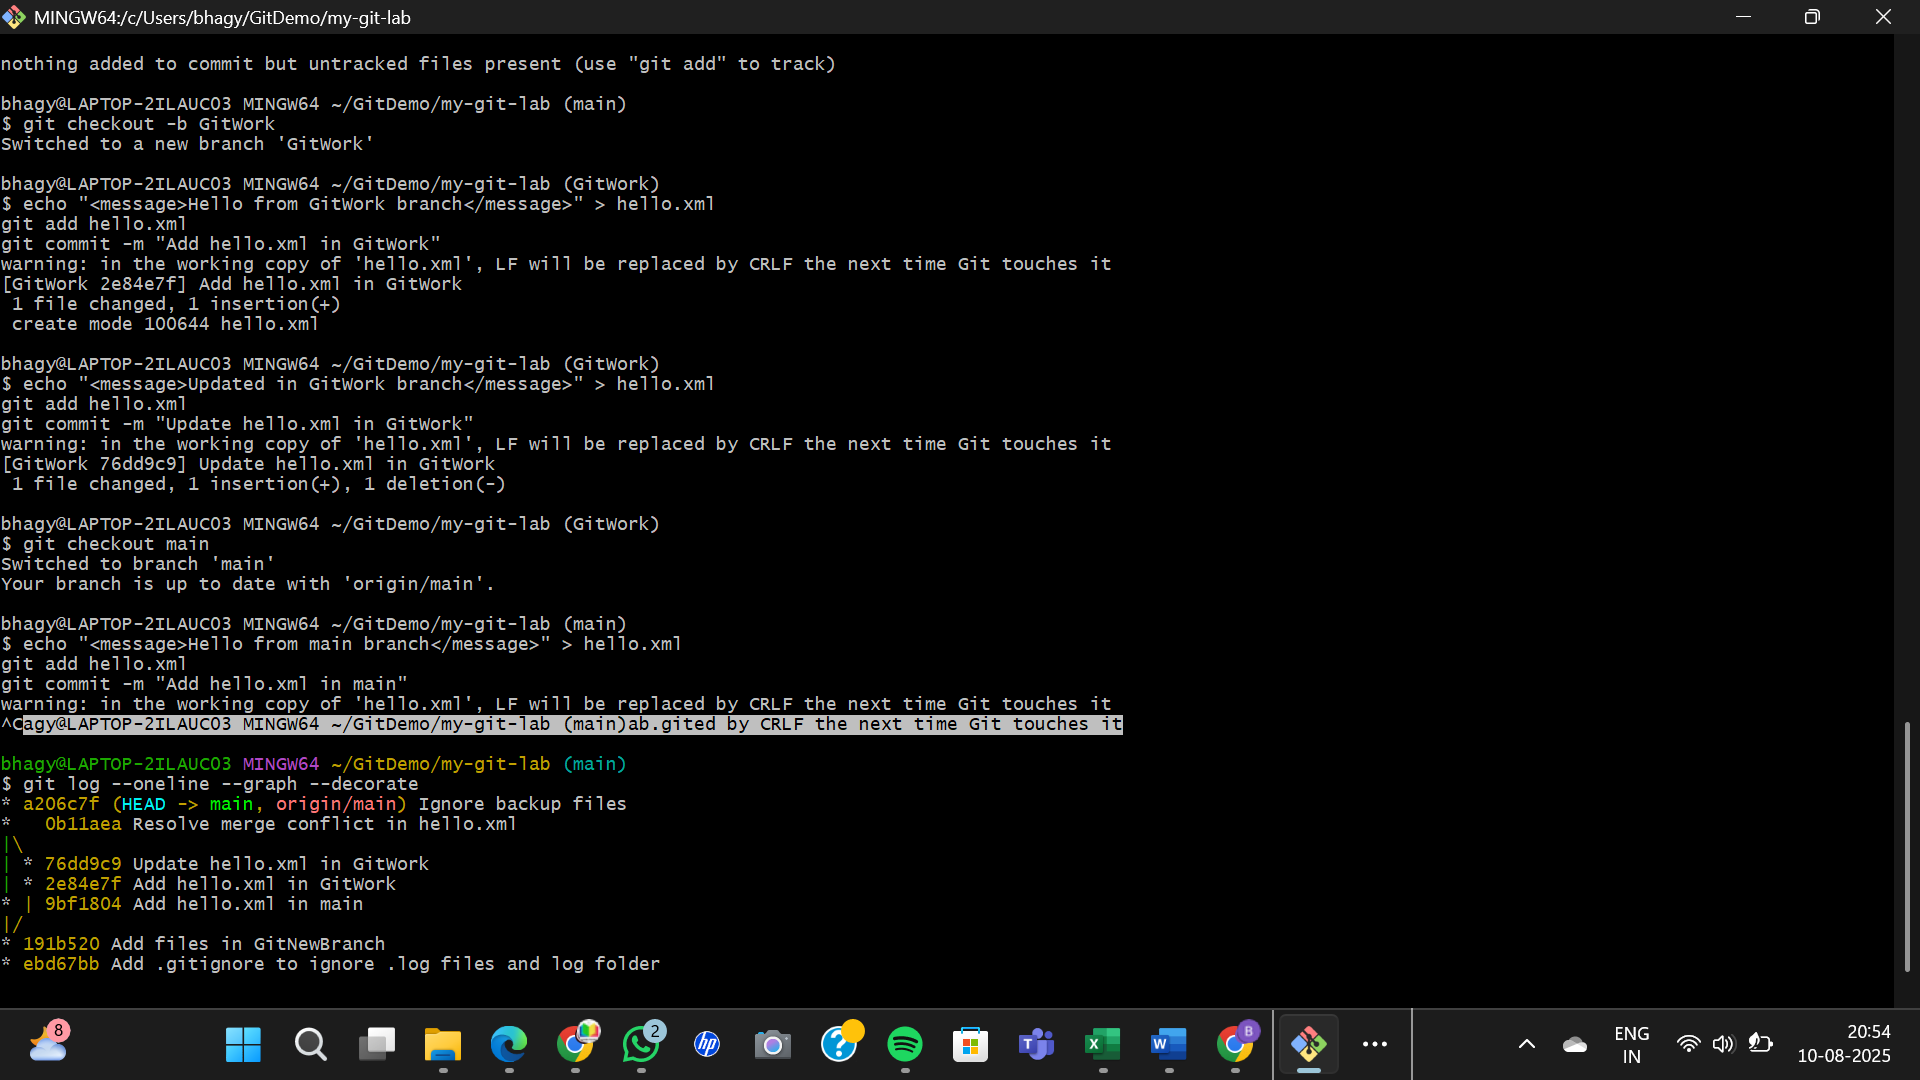 MINGW64:/c/Users/bhagy/GitDemo/my-git-lab
nothing added to commit but untracked files present (use "git add" to track)
bhagy@LAPTOP-2ILAUC03 MINGW64 ~/GitDemo/my-git-lab (main)
$ git checkout -b GitWork
Switched to a new branch 'GitWork'
bhagy@LAPTOP-2ILAUC03 MINGW64 ~/GitDemo/my-git-lab (GitWork)
$ echo "<message>Hello from GitWork branch</message>" > hello.xml
git add hello.xml
git commit -m "Add hello.xml in GitWork"
warning: in the working copy of 'hello.xml', LF will be replaced by CRLF the next time Git touches it
[GitWork 2e84e7f] Add hello.xml in GitWork
 1 file changed, 1 insertion(+)
 create mode 100644 hello.xml
bhagy@LAPTOP-2ILAUC03 MINGW64 ~/GitDemo/my-git-lab (GitWork)
$ echo "<message>Updated in GitWork branch</message>" > hello.xml
git add hello.xml
git commit -m "Update hello.xml in GitWork"
warning: in the working copy of 'hello.xml', LF will be replaced by CRLF the next time Git touches it
[GitWork 76dd9c9] Update hello.xml in GitWork
 1 file changed, 1 insertion(+), 1 deletion(-)
bhagy@LAPTOP-2ILAUC03 MINGW64 ~/GitDemo/my-git-lab (GitWork)
$ git checkout main
Switched to branch 'main'
Your branch is up to date with 'origin/main'.
bhagy@LAPTOP-2ILAUC03 MINGW64 ~/GitDemo/my-git-lab (main)
$ echo "<message>Hello from main branch</message>" > hello.xml
git add hello.xml
git commit -m "Add hello.xml in main"
warning: in the working copy of 'hello.xml', LF will be replaced by CRLF the next time Git touches it
^Cagy@LAPTOP-2ILAUC03 MINGW64 ~/GitDemo/my-git-lab (main)ab.gited by CRLF the next time Git touches it
bhagy@LAPTOP-2ILAUC03 MINGW64 ~/GitDemo/my-git-lab (main)
$ git log --oneline --graph --decorate
* a206c7f (HEAD -> main, origin/main) Ignore backup files
*   0b11aea Resolve merge conflict in hello.xml
|\
| * 76dd9c9 Update hello.xml in GitWork
| * 2e84e7f Add hello.xml in GitWork
* | 9bf1804 Add hello.xml in main
|/
* 191b520 Add files in GitNewBranch
* ebd67bb Add .gitignore to ignore .log files and log folder
8
2
hp
?
T
X
W
B
ENG
IN
20:54
10-08-2025